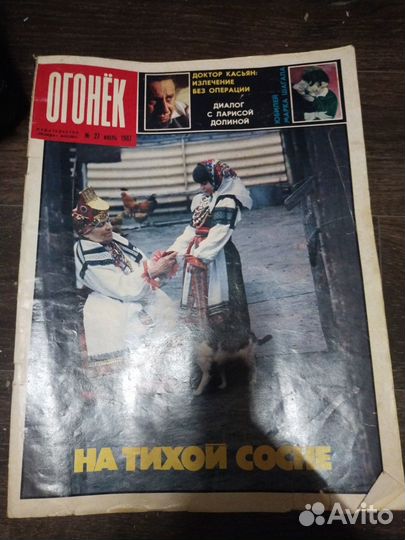 ОГОНЁК
ИЗДАТЕЛЬСТВО
№ 27 ИЮЛЬ 1987
ДОКТОР КАСЬЯН:
ИЗЛЕЧЕНИЕ
БЕЗ ОПЕРАЦИИ
ДИАЛОГ
С ЛАРИСОЙ
ДОЛИНОЙ
ЮБИЛЕЙ
МАРКА ШАГАЛА
НА ТИХОЙ СОСНЕ
Avito